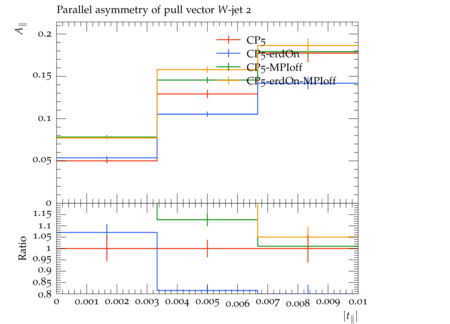 Parallel asymmetry of pull vector W-jet 2
A∥
CP5
CP5-erdOn
CP5-MPIoff
CP5-erdOn-MPIoff
0.2
0.15
0.1
0.05
0
Ratio
1.15
1.1
1.05
1
0.95
0.9
0.85
0.8
0 0.001 0.002 0.003 0.004 0.005 0.006 0.007 0.008 0.009 0.01
|t∥|